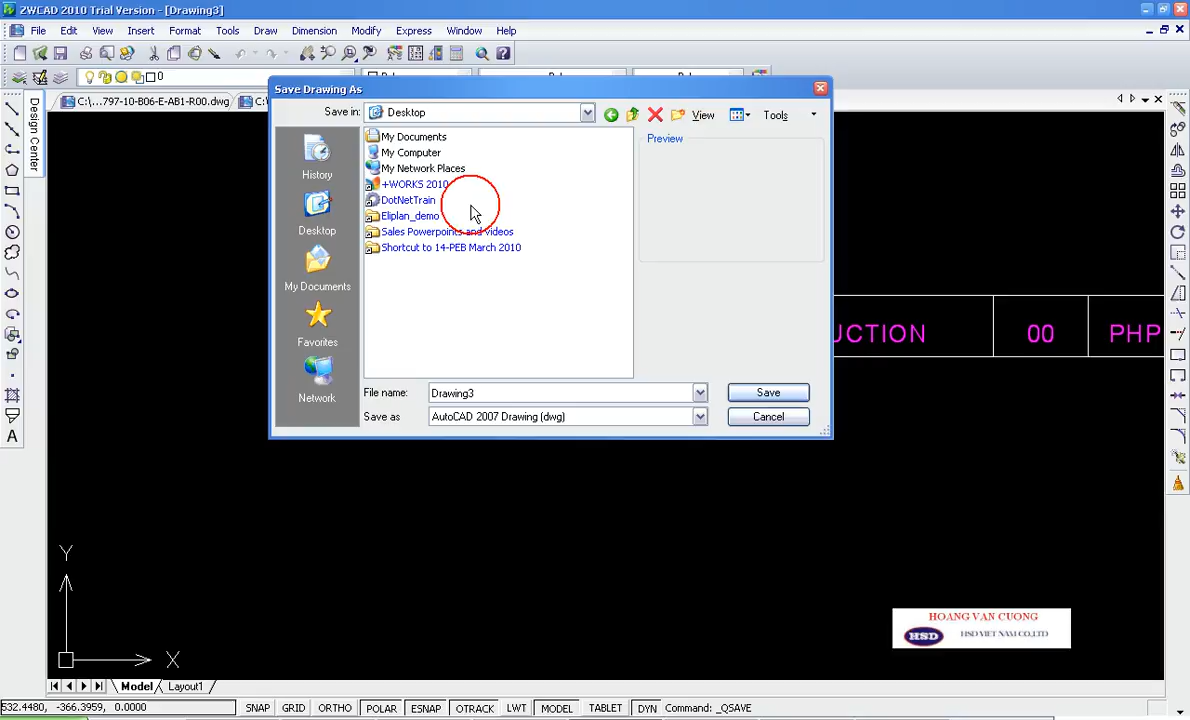 ZWCAD 2010 Trial Version - [Drawing3]
File Edit View Insert Format Tools Draw Dimension Modify Express Window Help
0
C:\...797-10-B06-E-AB1-R00.dwg
Design Center
Save Drawing As
Save in: Desktop View Tools
History
Desktop
My Documents
Favorites
Network
My Documents
My Computer
My Network Places
+WORKS 2010
DotNetTrain
Eliplan_demo
Sales Powerpoints and videos
Shortcut to 14-PEB March 2010
Preview
File name: Drawing3 Save
Save as AutoCAD 2007 Drawing (dwg) Cancel
UCTION 00 PHP
Y
X
HOANG VAN CUONG
HSD HSD VIET NAM CO.,LTD
Model Layout1
532.4480, -366.3959, 0.0000 SNAP GRID ORTHO POLAR ESNAP OTRACK LWT MODEL TABLET DYN Command: _QSAVE